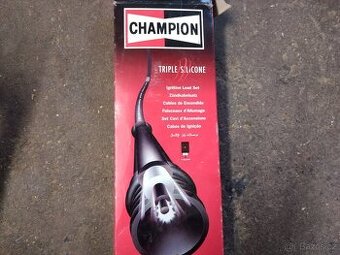 CHAMPION
TRIPLE SILICONE
Ignition Lead Set
Zündkabelsatz
Cables de Encendido
Faisceaux d'Allumage
Set Cavi d'Accensione
Cabos de Ignição